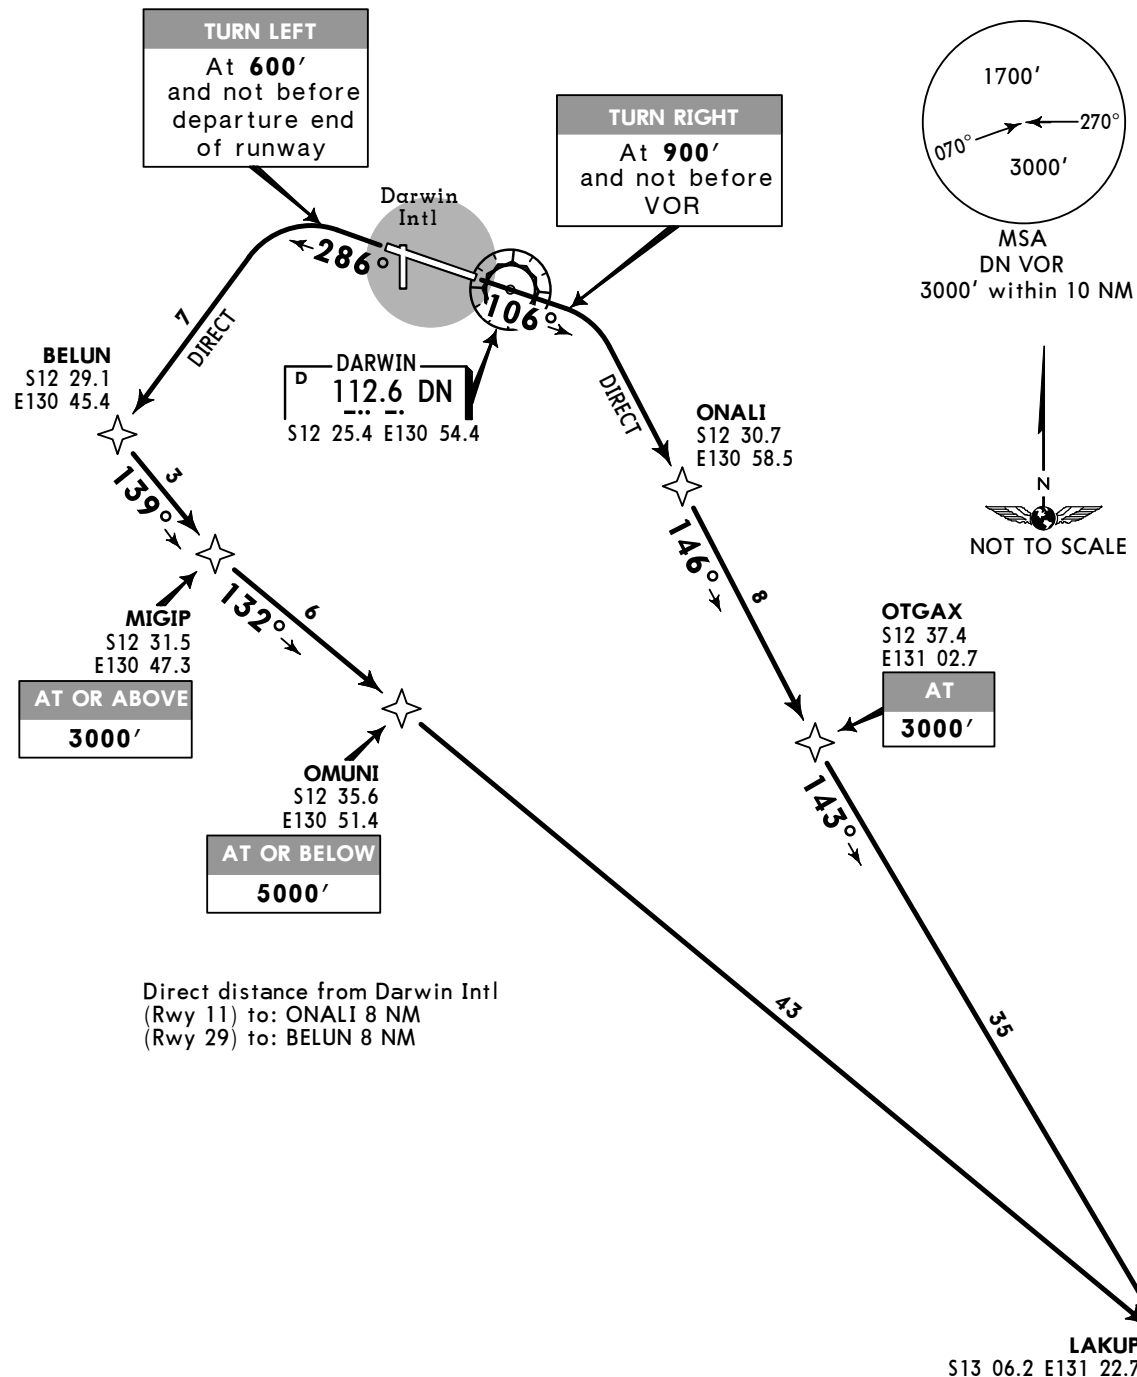 TURN LEFT
At 600′
and not before
departure end
of runway
TURN RIGHT
At 900′
and not before
VOR
1700′
070°
270°
3000′
MSA
DN VOR
3000′ within 10 NM
Darwin
Intl
286°
106°
7
DIRECT
DIRECT
BELUN
S12 29.1
E130 45.4
D
DARWIN
112.6 DN
S12 25.4 E130 54.4
ONALI
S12 30.7
E130 58.5
N
NOT TO SCALE
3
139°
146°
8
MIGIP
S12 31.5
E130 47.3
AT OR ABOVE
3000′
132°
6
OTGAX
S12 37.4
E131 02.7
AT
3000′
OMUNI
S12 35.6
E130 51.4
AT OR BELOW
5000′
143°
Direct distance from Darwin Intl
(Rwy 11) to: ONALI 8 NM
(Rwy 29) to: BELUN 8 NM
43
35
LAKUP
S13 06.2 E131 22.7